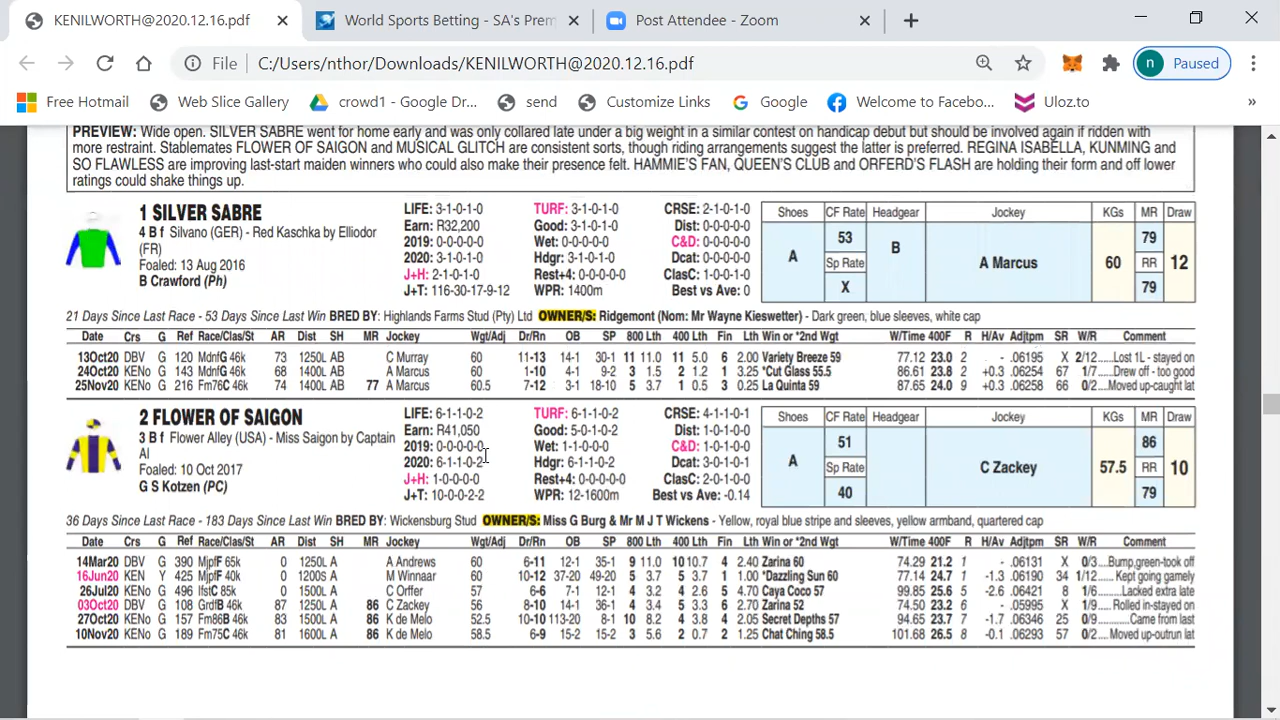 KENILWORTH@2020.12.16.pdf
World Sports Betting - SA's Prem
Post Attendee - Zoom
File C:/Users/nthor/Downloads/KENILWORTH@2020.12.16.pdf n Paused
Free Hotmail Web Slice Gallery crowd1 - Google Dr... send Customize Links Google Welcome to Facebo... Uloz.to »
PREVIEW: Wide open. SILVER SABRE went for home early and was only collared late under a big weight in a similar contest on handicap debut but should be involved again if ridden with
more restraint. Stablemates FLOWER OF SAIGON and MUSICAL GLITCH are consistent sorts, though riding arrangements suggest the latter is preferred. REGINA ISABELLA, KUNMING and
SO FLAWLESS are improving last-start maiden winners who could also make their presence felt. HAMMIE'S FAN, QUEEN'S CLUB and ORFERD'S FLASH are holding their form and off lower
ratings could shake things up.
1 SILVER SABRE
4 B f Silvano (GER) - Red Kaschka by Elliodor
(FR)
Foaled: 13 Aug 2016
B Crawford (Ph)
LIFE: 3-1-0-1-0 TURF: 3-1-0-1-0 CRSE: 2-1-0-1-0
Earn: R32,200 Good: 3-1-0-1-0 Dist: 0-0-0-0-0
2019: 0-0-0-0-0 Wet: 0-0-0-0-0 C&D: 0-0-0-0-0
2020: 3-1-0-1-0 Hdgr: 3-1-0-1-0 Dcat: 0-0-0-0-0
J+H: 2-1-0-1-0 Rest+4: 0-0-0-0-0 ClasC: 1-0-0-1-0
J+T: 116-30-17-9-12 WPR: 1400m Best vs Ave: 0
Shoes CF Rate Headgear Jockey KGs MR Draw
A 53 B A Marcus 60 79 12
Sp Rate RR
X 79
21 Days Since Last Race - 53 Days Since Last Win BRED BY: Highlands Farms Stud (Pty) Ltd OWNER/S: Ridgemont (Nom: Mr Wayne Kieswetter) - Dark green, blue sleeves, white cap
Date Crs Ref Race/Clas/St AR Dist SH MR Jockey Wgt/Adj Dr/Rn OB SP 800 Lth 400 Lth Fin Lth Win or *2nd Wgt W/Time 400F R H/Av Adjtpm SR W/R Comment
13Oct20 DBV G 120 MdnfG 46k 73 1250L AB C Murray 60 11-13 14-1 30-1 11 11.0 11 5.0 6 2.00 Variety Breeze 59 77.12 23.0 2 - .06195 X 2/12 .....Lost 1L - stayed on
24Oct20 KENo G 143 MdnfG 46k 68 1400L AB A Marcus 60 1-10 4-1 9-2 3 1.5 2 1.2 1 3.25 *Cut Glass 55.5 86.61 23.8 2 +0.3 .06254 67 1/7 .....Drew off - too good
25Nov20 KENo G 216 Fm76C 46k 74 1400L AB 77 A Marcus 60.5 7-12 3-1 18-10 5 3.7 1 0.5 3 0.25 La Quinta 59 87.65 24.0 9 +0.3 .06258 66 0/2 ....Moved up-caught lat
2 FLOWER OF SAIGON
3 B f Flower Alley (USA) - Miss Saigon by Captain
Al
Foaled: 10 Oct 2017
G S Kotzen (PC)
LIFE: 6-1-1-0-2 TURF: 6-1-1-0-2 CRSE: 4-1-1-0-1
Earn: R41,050 Good: 5-0-1-0-2 Dist: 1-0-1-0-0
2019: 0-0-0-0-0 Wet: 1-1-0-0-0 C&D: 1-0-1-0-0
2020: 6-1-1-0-2 Hdgr: 6-1-1-0-2 Dcat: 3-0-1-0-1
J+H: 1-0-0-0-0 Rest+4: 0-0-0-0-0 ClasC: 2-0-1-0-0
J+T: 10-0-0-2-2 WPR: 12-1600m Best vs Ave: -0.14
Shoes CF Rate Headgear Jockey KGs MR Draw
A 51 C Zackey 57.5 86 10
Sp Rate RR
40 79
36 Days Since Last Race - 183 Days Since Last Win BRED BY: Wickensburg Stud OWNER/S: Miss G Burg & Mr M J T Wickens - Yellow, royal blue stripe and sleeves, yellow armband, quartered cap
Date Crs Ref Race/Clas/St AR Dist SH MR Jockey Wgt/Adj Dr/Rn OB SP 800 Lth 400 Lth Fin Lth Win or *2nd Wgt W/Time 400F R H/Av Adjtpm SR W/R Comment
14Mar20 DBV G 390 MjpfF 65k 0 1250L A A Andrews 60 6-11 12-1 35-1 9 11.0 10 10.7 4 2.40 Zarina 60 74.29 21.2 1 - .06131 X 0/3 ...Bump,green-took off
16Jun20 KEN Y 425 MjpfF 40k 0 1200S A M Winnaar 60 10-12 37-20 49-20 5 3.7 5 3.7 1 1.00 *Dazzling Sun 60 77.14 24.7 1 -1.3 .06190 34 1/12 ......Kept going gamely
26Jul20 KENo G 496 IfstC 85k 0 1500L A C Orffer 57 6-6 7-1 12-1 4 3.2 4 2.6 5 4.70 Caya Coco 57 99.85 25.6 5 -2.6 .06421 8 1/6 ......Lacked extra late
03Oct20 DBV G 108 GrdfB 46k 87 1250L A 86 C Zackey 56 8-10 14-1 36-1 4 3.4 5 3.3 6 2.70 Zarina 52 74.50 23.2 6 - .05995 X 1/9 ....Rolled in-stayed on
27Oct20 KENo G 157 Fm86B 46k 83 1500L A 86 K de Melo 52.5 10-10 113-20 8-1 10 8.2 4 3.8 4 2.05 Secret Depths 57 94.65 23.7 7 -1.7 .06346 25 0/9 ............Came from last
10Nov20 KENo G 189 Fm75C 46k 81 1600L A 86 K de Melo 58.5 6-9 15-2 15-2 3 5.6 2 0.7 2 1.25 Chat Ching 58.5 101.68 26.5 8 -0.1 .06293 57 0/2 ....Moved up-outrun lat